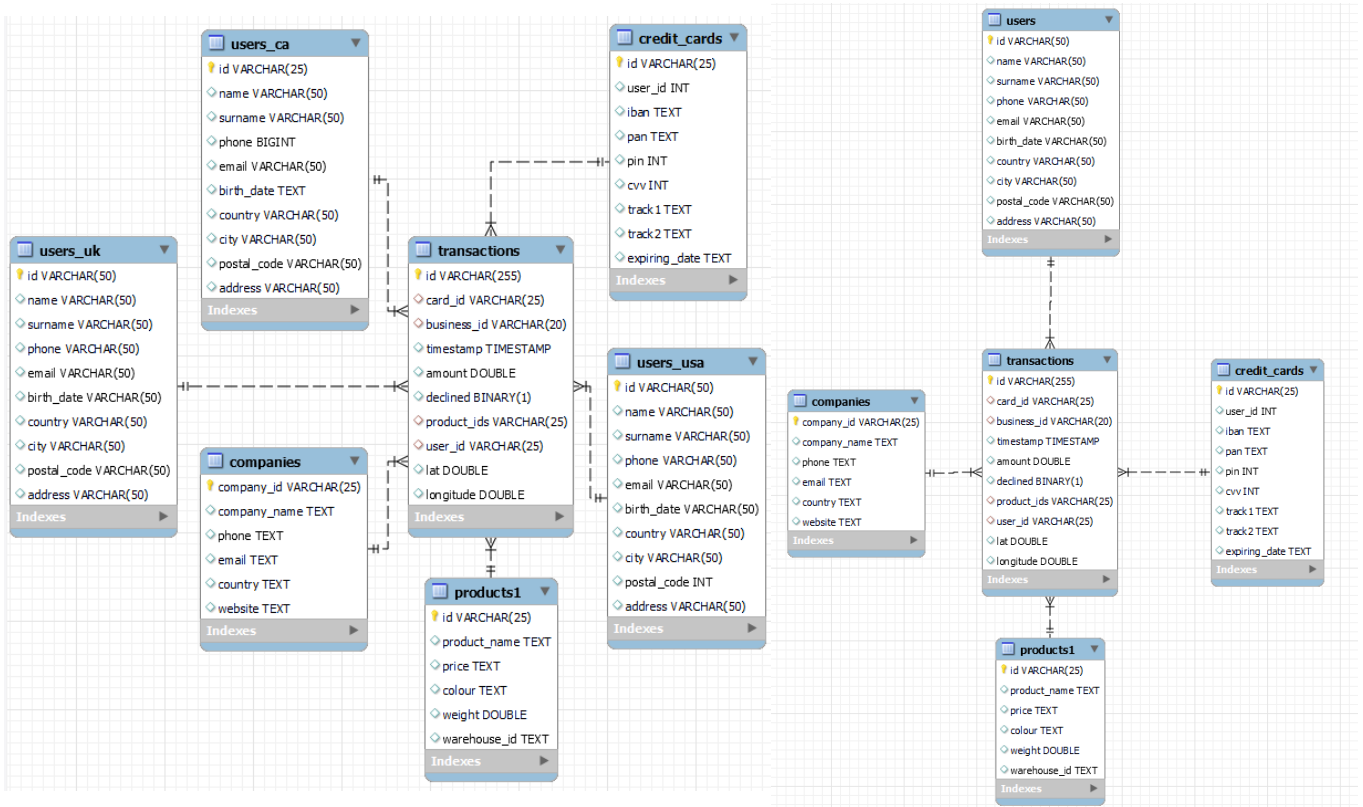 users_ca
id VARCHAR(25)
name VARCHAR(50)
surname VARCHAR(50)
phone BIGINT
email VARCHAR(50)
birth_date TEXT
country VARCHAR(50)
city VARCHAR(50)
postal_code VARCHAR(50)
address VARCHAR(50)
Indexes
credit_cards
id VARCHAR(25)
user_id INT
iban TEXT
pan TEXT
pin INT
cvv INT
track1 TEXT
track2 TEXT
expiring_date TEXT
Indexes
users_uk
id VARCHAR(50)
name VARCHAR(50)
surname VARCHAR(50)
phone VARCHAR(50)
email VARCHAR(50)
birth_date VARCHAR(50)
country VARCHAR(50)
city VARCHAR(50)
postal_code VARCHAR(50)
address VARCHAR(50)
Indexes
transactions
id VARCHAR(255)
card_id VARCHAR(25)
business_id VARCHAR(20)
timestamp TIMESTAMP
amount DOUBLE
declined BINARY(1)
product_ids VARCHAR(25)
user_id VARCHAR(25)
lat DOUBLE
longitude DOUBLE
Indexes
users_usa
id VARCHAR(50)
name VARCHAR(50)
surname VARCHAR(50)
phone VARCHAR(50)
email VARCHAR(50)
birth_date VARCHAR(50)
country VARCHAR(50)
city VARCHAR(50)
postal_code INT
address VARCHAR(50)
Indexes
companies
company_id VARCHAR(25)
company_name TEXT
phone TEXT
email TEXT
country TEXT
website TEXT
Indexes
products1
id VARCHAR(25)
product_name TEXT
price TEXT
colour TEXT
weight DOUBLE
warehouse_id TEXT
Indexes
users
id VARCHAR(50)
name VARCHAR(50)
surname VARCHAR(50)
phone VARCHAR(50)
email VARCHAR(50)
birth_date VARCHAR(50)
country VARCHAR(50)
city VARCHAR(50)
postal_code VARCHAR(50)
address VARCHAR(50)
Indexes
companies
company_id VARCHAR(25)
company_name TEXT
phone TEXT
email TEXT
country TEXT
website TEXT
Indexes
transactions
id VARCHAR(255)
card_id VARCHAR(25)
business_id VARCHAR(20)
timestamp TIMESTAMP
amount DOUBLE
declined BINARY(1)
product_ids VARCHAR(25)
user_id VARCHAR(25)
lat DOUBLE
longitude DOUBLE
Indexes
credit_cards
id VARCHAR(25)
user_id INT
iban TEXT
pan TEXT
pin INT
cvv INT
track1 TEXT
track2 TEXT
expiring_date TEXT
Indexes
products1
id VARCHAR(25)
product_name TEXT
price TEXT
colour TEXT
weight DOUBLE
warehouse_id TEXT
Indexes